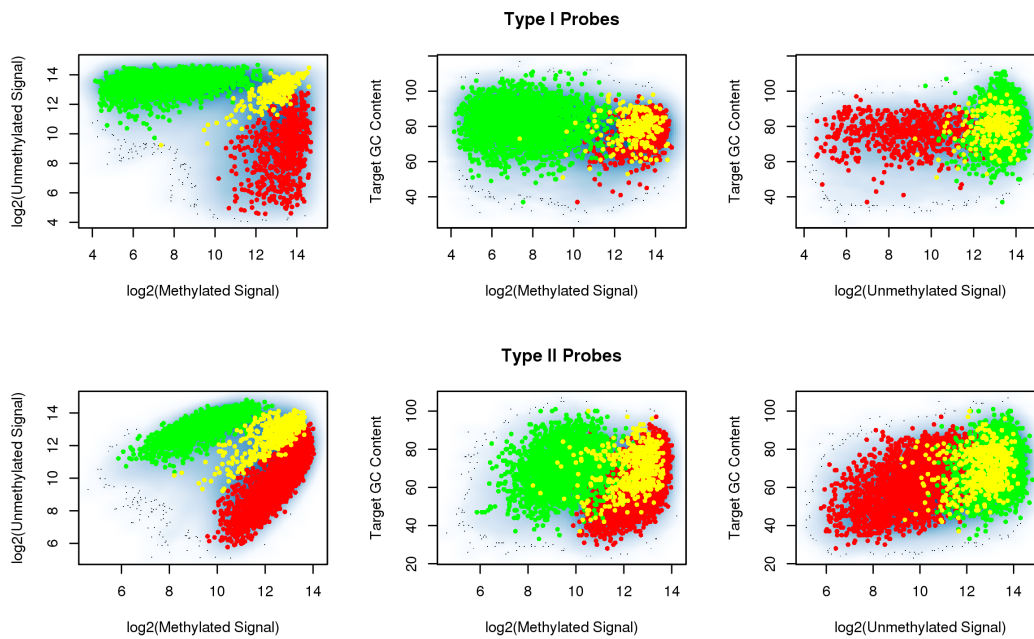 Type I Probes
log2(Unmethylated Signal)
4 6 8 10 12 14
4 6 8 10 12 14
log2(Methylated Signal)
Target GC Content
40 60 80 100
4 6 8 10 12 14
log2(Methylated Signal)
Target GC Content
40 60 80 100
4 6 8 10 12 14
log2(Unmethylated Signal)
Type II Probes
log2(Unmethylated Signal)
6 8 10 12 14
6 8 10 12 14
log2(Methylated Signal)
Target GC Content
20 40 60 80 100
6 8 10 12 14
log2(Methylated Signal)
Target GC Content
20 40 60 80 100
6 8 10 12 14
log2(Unmethylated Signal)